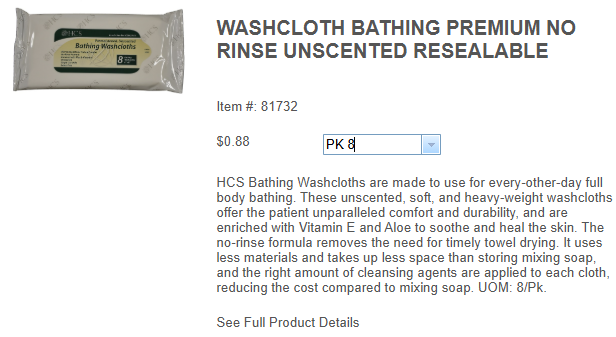 HCS
Bathing Washcloths
8
WASHCLOTH BATHING PREMIUM NO
RINSE UNSCENTED RESEALABLE
Item #: 81732
$0.88
PK 8
HCS Bathing Washcloths are made to use for every-other-day full
body bathing. These unscented, soft, and heavy-weight washcloths
offer the patient unparalleled comfort and durability, and are
enriched with Vitamin E and Aloe to soothe and heal the skin. The
no-rinse formula removes the need for timely towel drying. It uses
less materials and takes up less space than storing mixing soap,
and the right amount of cleansing agents are applied to each cloth,
reducing the cost compared to mixing soap. UOM: 8/Pk.
See Full Product Details